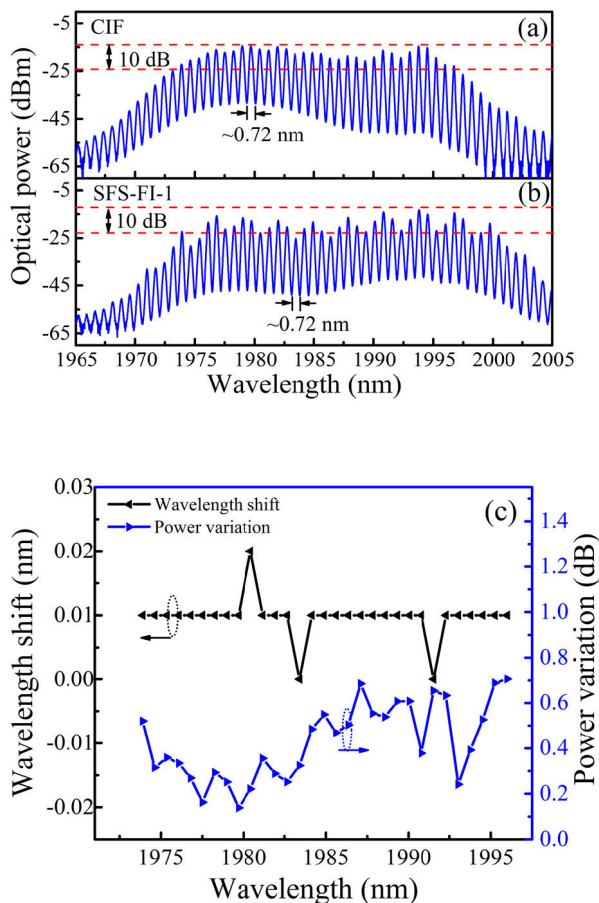 CIF
(a)
-5
-25
-45
-65
10 dB
~0.72 nm
SFS-FI-1
(b)
-5
-25
-45
-65
10 dB
~0.72 nm
Optical power (dBm)
1965 1970 1975 1980 1985 1990 1995 2000 2005
Wavelength (nm)
(c)
Wavelength shift
Power variation
0.03
0.02
0.01
0.00
-0.01
-0.02
Wavelength shift (nm)
1.4
1.2
1.0
0.8
0.6
0.4
0.2
0.0
Power variation (dB)
1975 1980 1985 1990 1995
Wavelength (nm)